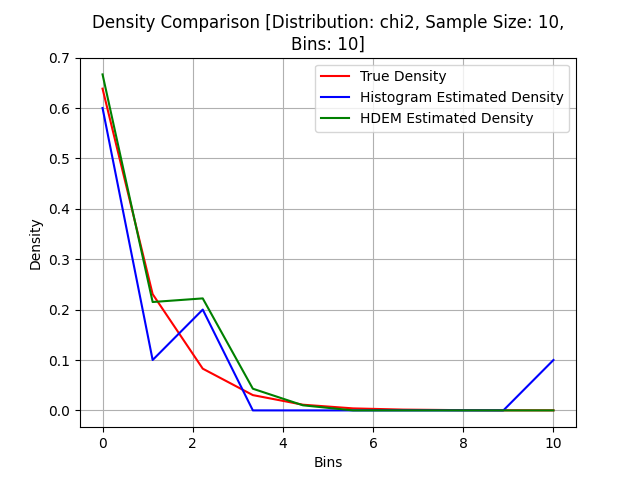 Density Comparison [Distribution: chi2, Sample Size: 10,
Bins: 10]
True Density
Histogram Estimated Density
HDEM Estimated Density
Density
0.7
0.6
0.5
0.4
0.3
0.2
0.1
0.0
0 2 4 6 8 10
Bins